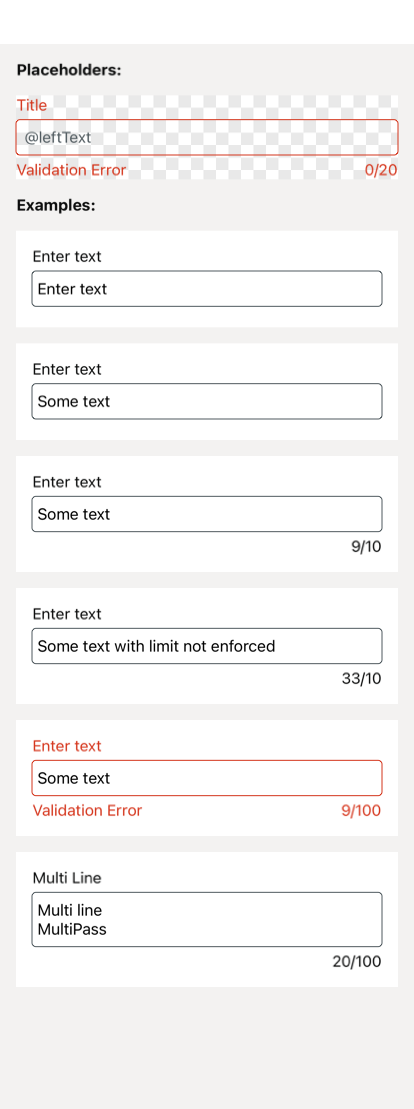 Placeholders:
Title
@leftText
Validation Error 0/20
Examples:
Enter text
Enter text
Enter text
Some text
Enter text
Some text
9/10
Enter text
Some text with limit not enforced
33/10
Enter text
Some text
Validation Error 9/100
Multi Line
Multi line
MultiPass
20/100